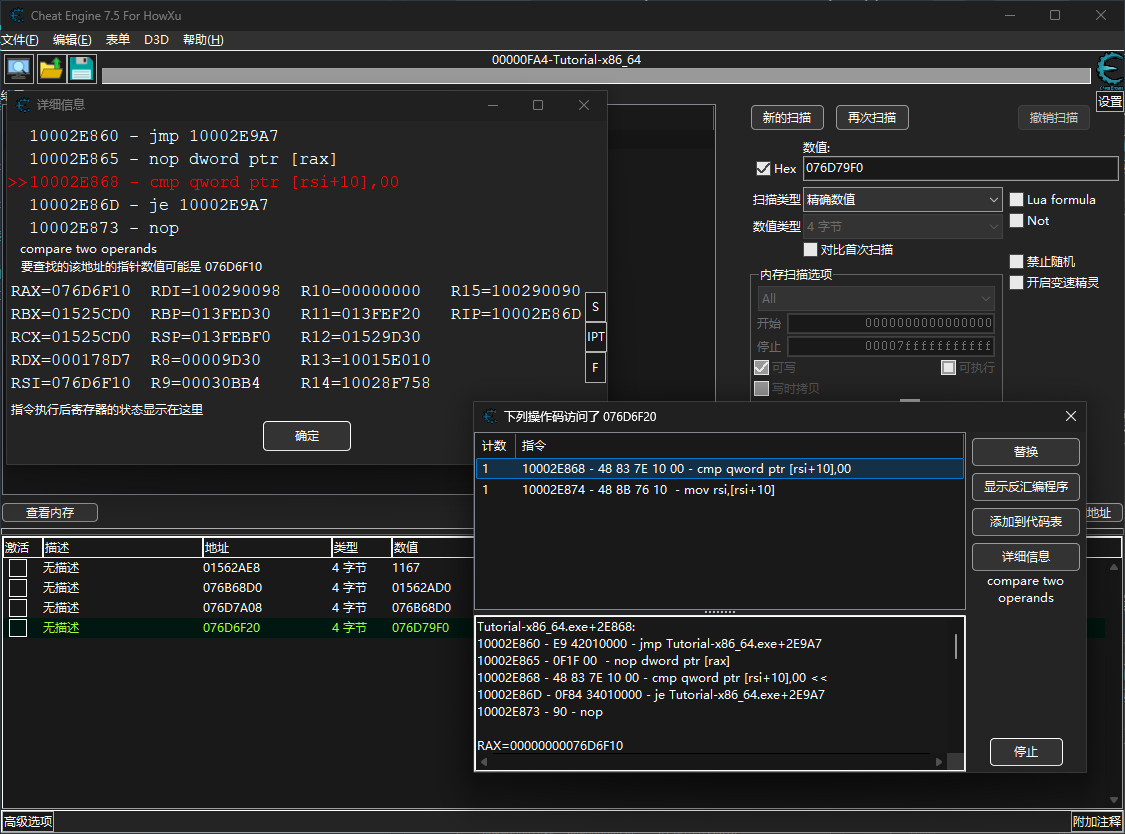 Cheat Engine 7.5 For HowXu
文件(F) 编辑(E) 表单 D3D 帮助(H)
00000FA4-Tutorial-x86_64
设置
详细信息
10002E860 - jmp 10002E9A7
10002E865 - nop dword ptr [rax]
>>10002E868 - cmp qword ptr [rsi+10],00
10002E86D - je 10002E9A7
10002E873 - nop
compare two operands
要查找的该地址的指针数值可能是 076D6F10
RAX=076D6F10 RDI=100290098 R10=00000000 R15=100290090
RBX=01525CD0 RBP=013FED30 R11=013FEF20 RIP=10002E86D
RCX=01525CD0 RSP=013FEBF0 R12=01529D30
RDX=000178D7 R8=00009D30 R13=10015E010
RSI=076D6F10 R9=00030BB4 R14=10028F758
S
IPT
F
指令执行后寄存器的状态显示在这里
确定
新的扫描 再次扫描 撤销扫描
数值:
Hex 076D79F0
扫描类型 精确数值
数值类型 4 字节
对比首次扫描
Lua formula
Not
禁止随机
开启变速精灵
内存扫描选项
All
开始 0000000000000000
停止 00007fffffffffff
可写 可执行
写时拷贝
下列操作码访问了 076D6F20
计数 指令
1 10002E868 - 48 83 7E 10 00 - cmp qword ptr [rsi+10],00
1 10002E874 - 48 8B 76 10 - mov rsi,[rsi+10]
替换
显示反汇编程序
添加到代码表
详细信息
compare two
operands
Tutorial-x86_64.exe+2E868:
10002E860 - E9 42010000 - jmp Tutorial-x86_64.exe+2E9A7
10002E865 - 0F1F 00 - nop dword ptr [rax]
10002E868 - 48 83 7E 10 00 - cmp qword ptr [rsi+10],00 <<
10002E86D - 0F84 34010000 - je Tutorial-x86_64.exe+2E9A7
10002E873 - 90 - nop
RAX=00000000076D6F10
停止
查看内存
地址
激活 描述 地址 类型 数值
无描述 01562AE8 4 字节 1167
无描述 076B68D0 4 字节 01562AD0
无描述 076D7A08 4 字节 076B68D0
无描述 076D6F20 4 字节 076D79F0
高级选项
附加注释